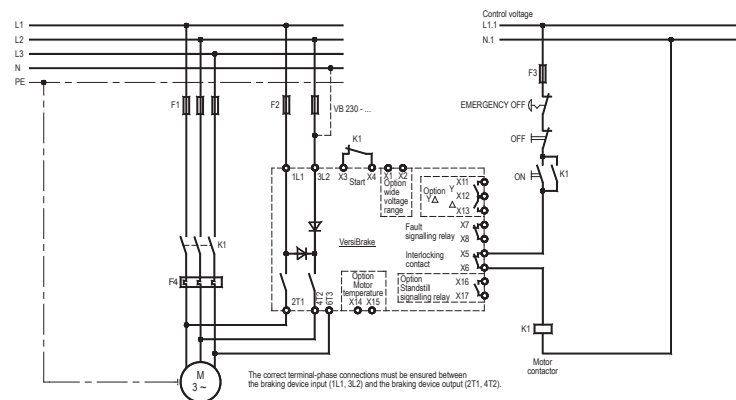 L1
L2
L3
N
PE
Control voltage
L1.1
N.1
F1
F2
VB 230 - ...
F3
EMERGENCY OFF
OFF
ON
K1
K1
1L1
3L2
X3
X4
X1
X2
Start
Option
wide
voltage
range
Option
Y△
Y
△
X11
X12
X13
Fault
signalling relay
X7
X8
VersiBrake
Interlocking
contact
X5
X6
K1
F4
Option
Motor
temperature
X14 X15
Option
Standstill
signalling relay
X16
X17
2T1
4T2
6T3
K1
Motor
contactor
M
3 ~
The correct terminal-phase connections must be ensured between
the braking device input (1L1, 3L2) and the braking device output (2T1, 4T2).